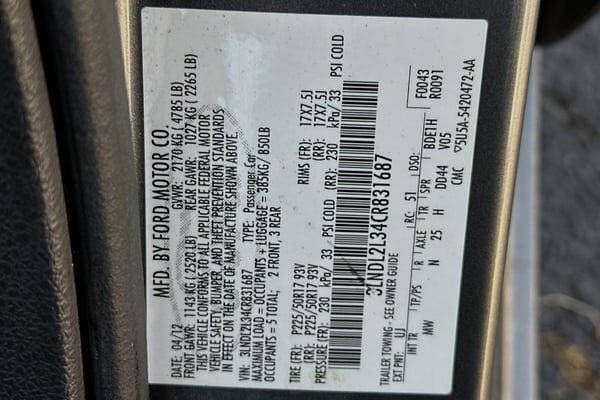 MFD. BY FORD MOTOR CO.
DATE: 04/12 GVWR: 2170 KG ( 4785 LB)
FRONT GAWR: 1143 KG ( 2520 LB) REAR GAWR: 1027 KG ( 2265 LB)
THIS VEHICLE CONFORMS TO ALL APPLICABLE FEDERAL MOTOR
VEHICLE SAFETY, BUMPER, AND THEFT PREVENTION STANDARDS
IN EFFECT ON THE DATE OF MANUFACTURE SHOWN ABOVE
VIN: 3LNDL2L34CR831687 TYPE: Passenger Car
MAXIMUM LOAD = OCCUPANTS + LUGGAGE = 385KG/ 850LB
OCCUPANTS = 5 TOTAL; 2 FRONT, 3 REAR
TIRE (FR): P225/50R17 93V RIMS (FR): 17X7.5J
(RR): P225/50R17 93V (RR): 17X7.5J
PRESSURE (FR): 230 kPa/ 33 PSI COLD (RR): 230 kPa/ 33 PSI COLD
3LNDL2L34CR831687
TRAILER TOWING - SEE OWNER GUIDE
EXT PNT: UJ RC: 51 DSO: F0043
R0091
INT TR TP/PS R AXLE TR SPR BDE1H
MW N 25 H DD44 V05
CMC ▽5U5A-5420472-AA